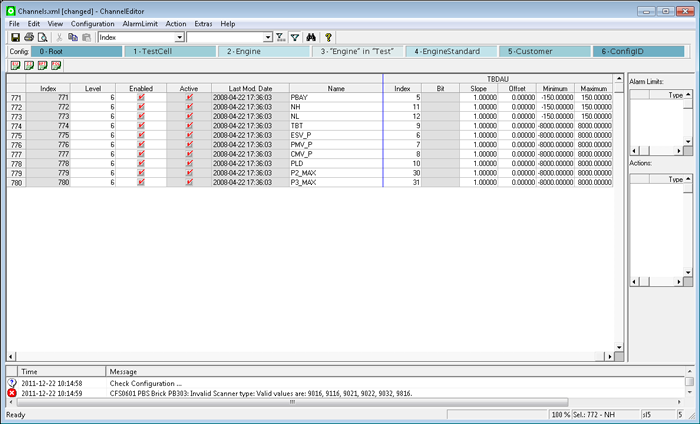 Channels.xml [changed] - ChannelEditor
File Edit View Configuration AlarmLimit Action Extras Help
Index
Config: 0 - Root 1 - TestCell 2 - Engine 3 - "Engine" in "Test" 4 - EngineStandard 5 - Customer 6 - ConfigID
TBDAU
Index Level Enabled Active Last Mod. Date Name Index Bit Slope Offset Minimum Maximum
771 771 6 2008-04-22 17:36:03 PBAY 5 1.00000 0.00000 -150.00000 150.00000
772 772 6 2008-04-22 17:36:03 NH 11 1.00000 0.00000 -150.00000 150.00000
773 773 6 2008-04-22 17:36:03 NL 12 1.00000 0.00000 -150.00000 150.00000
774 774 6 2008-04-22 17:36:03 TBT 9 1.00000 0.00000 -8000.00000 8000.00000
775 775 6 2008-04-22 17:36:03 ESV_P 6 1.00000 0.00000 -8000.00000 8000.00000
776 776 6 2008-04-22 17:36:03 PMV_P 7 1.00000 0.00000 -8000.00000 8000.00000
777 777 6 2008-04-22 17:36:03 CMV_P 8 1.00000 0.00000 -8000.00000 8000.00000
778 778 6 2008-04-22 17:36:03 PLD 10 1.00000 0.00000 -8000.00000 8000.00000
779 779 6 2008-04-22 17:36:03 P2_MAX 30 1.00000 0.00000 -8000.00000 8000.00000
780 780 6 2008-04-22 17:36:03 P3_MAX 31 1.00000 0.00000 -8000.00000 8000.00000
Alarm Limits:
Type
Actions:
Type
Time Message
2011-12-22 10:14:58 Check Configuration ...
2011-12-22 10:14:59 CFS0601 PBS Brick PB303: Invalid Scanner type: Valid values are: 9016, 9116, 9021, 9022, 9032, 9816.
Ready 100 % Sel.: 772 - NH sl5 5